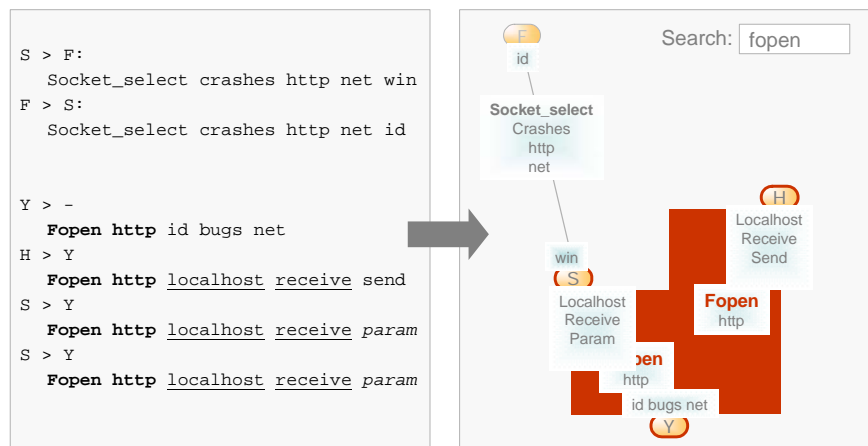 S > F:
Socket_select crashes http net win
F > S:
Socket_select crashes http net id
Y > -
Fopen http id bugs net
H > Y
Fopen http localhost receive send
S > Y
Fopen http localhost receive param
S > Y
Fopen http localhost receive param
Search: fopen
F
id
Socket_select
Crashes
http
net
win
S
Localhost
Receive
Param
H
Localhost
Receive
Send
Fopen
http
pen
http
id bugs net
Y